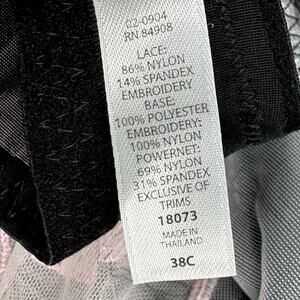 02-0904
RN 84908
LACE:
86% NYLON
14% SPANDEX
EMBROIDERY
BASE:
100% POLYESTER
EMBROIDERY:
100% NYLON
POWERNET:
69% NYLON
31% SPANDEX
EXCLUSIVE OF
TRIMS
18073
MADE IN
THAILAND
38C